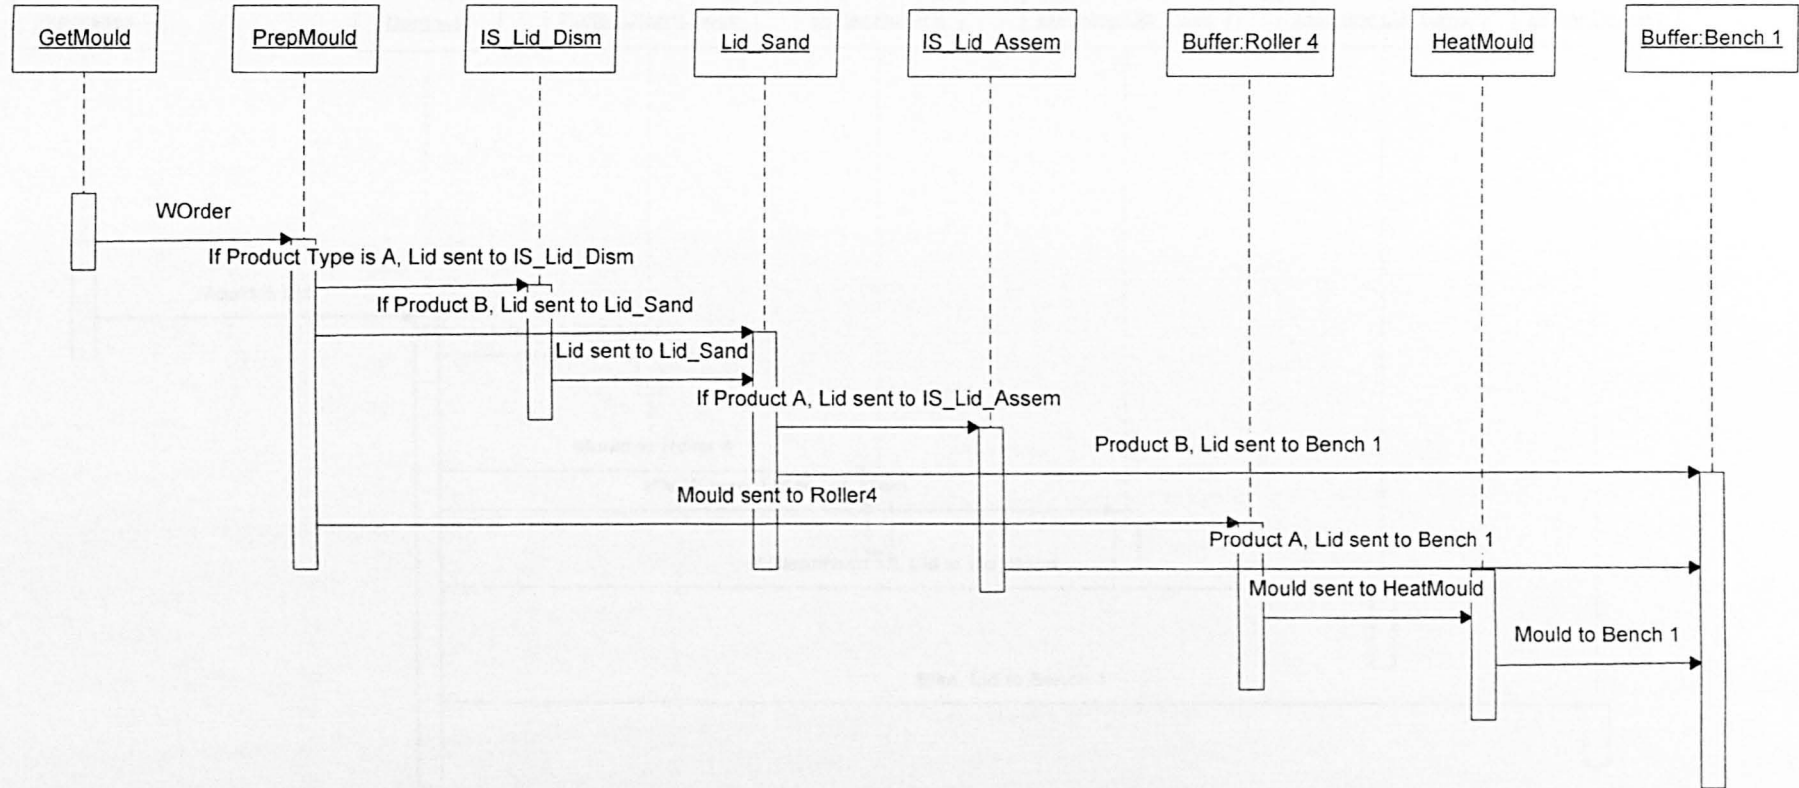 GetMould
PrepMould
IS_Lid_Dism
Lid_Sand
IS_Lid_Assem
Buffer:Roller 4
HeatMould
Buffer:Bench 1
WOrder
If Product Type is A, Lid sent to IS_Lid_Dism
If Product B, Lid sent to Lid_Sand
Lid sent to Lid_Sand
If Product A, Lid sent to IS_Lid_Assem
Product B, Lid sent to Bench 1
Mould sent to Roller4
Product A, Lid sent to Bench 1
Mould sent to HeatMould
Mould to Bench 1